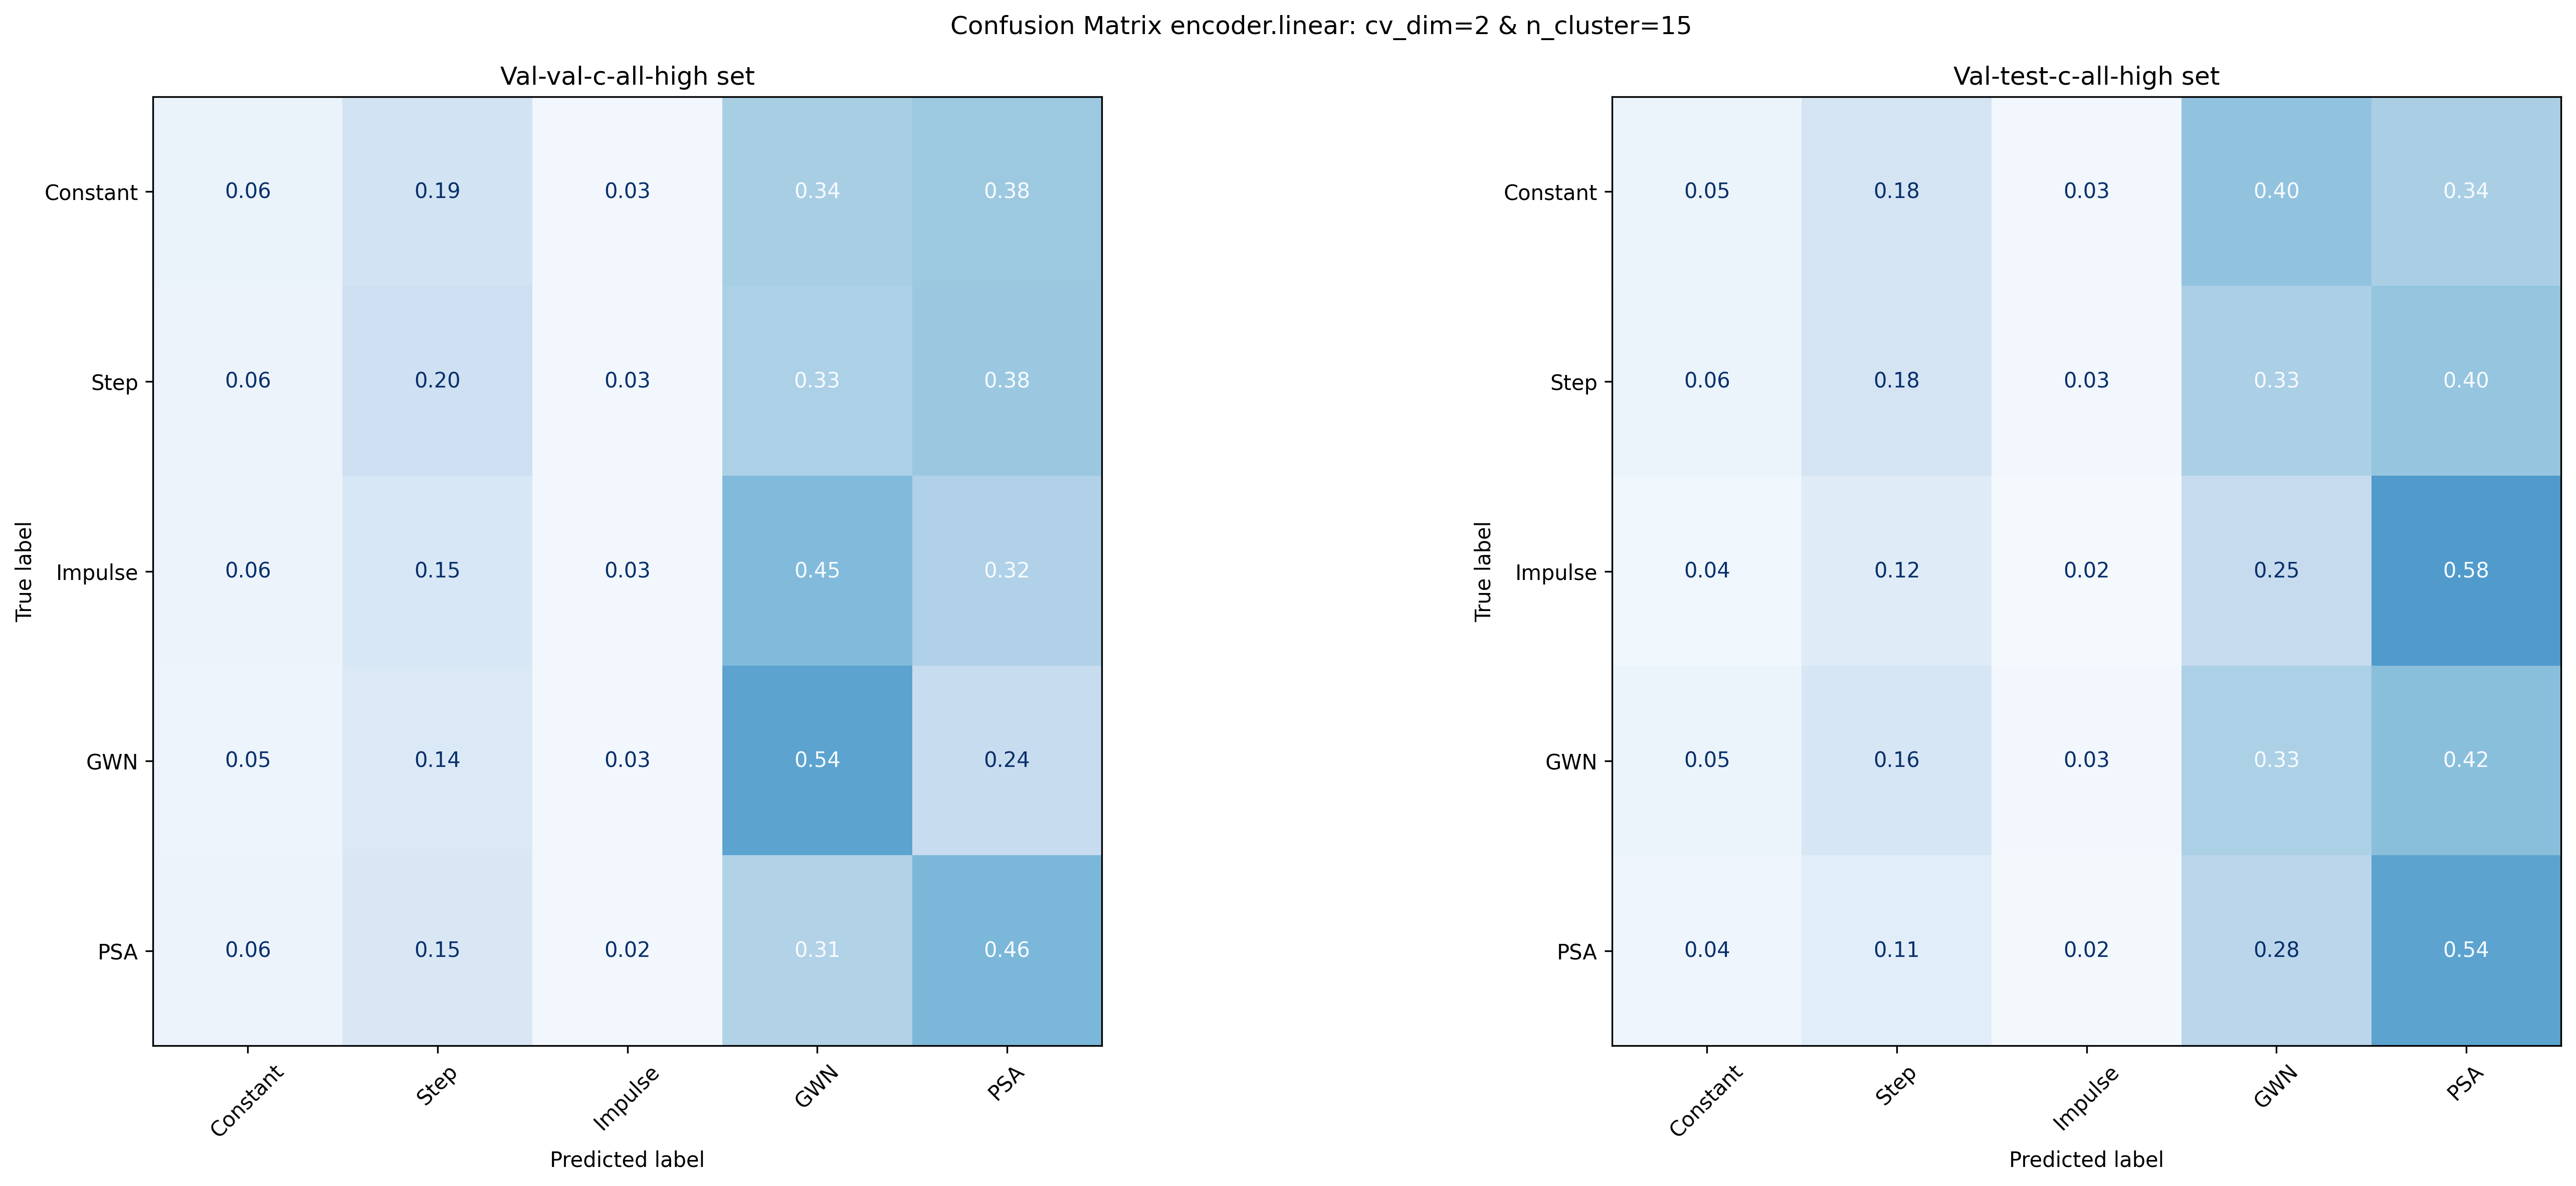 Confusion Matrix encoder.linear: cv_dim=2 & n_cluster=15
Val-val-c-all-high set
True label
Constant 0.06 0.19 0.03 0.34 0.38
Step 0.06 0.20 0.03 0.33 0.38
Impulse 0.06 0.15 0.03 0.45 0.32
GWN 0.05 0.14 0.03 0.54 0.24
PSA 0.06 0.15 0.02 0.31 0.46
Constant Step Impulse GWN PSA
Predicted label
Val-test-c-all-high set
True label
Constant 0.05 0.18 0.03 0.40 0.34
Step 0.06 0.18 0.03 0.33 0.40
Impulse 0.04 0.12 0.02 0.25 0.58
GWN 0.05 0.16 0.03 0.33 0.42
PSA 0.04 0.11 0.02 0.28 0.54
Constant Step Impulse GWN PSA
Predicted label